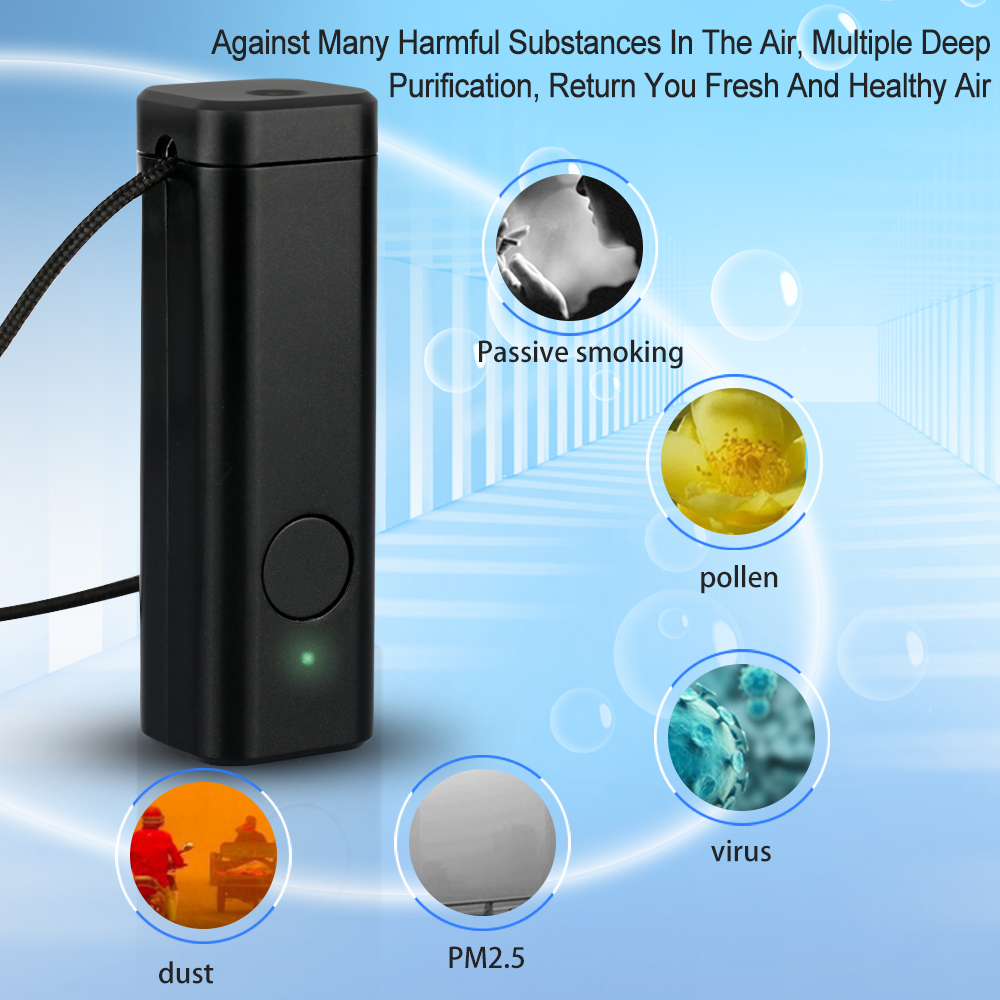 Against Many Harmful Substances In The Air, Multiple Deep
Purification, Return You Fresh And Healthy Air
Passive smoking
pollen
virus
PM2.5
dust